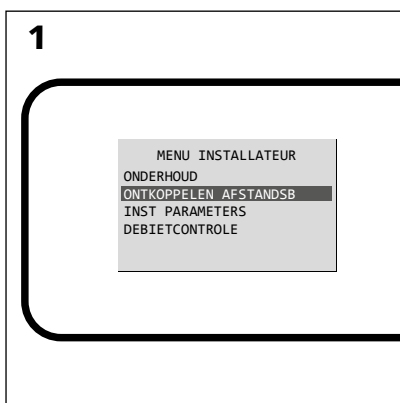 1
MENU INSTALLATEUR
ONDERHOUD
ONTKOPPELEN AFSTANDSB
INST PARAMETERS
DEBIETCONTROLE